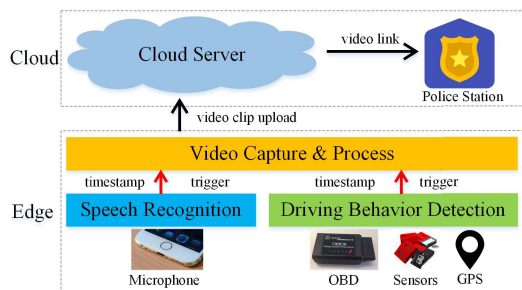 Cloud
Cloud Server
video link
Police Station
video clip upload
Edge
Video Capture & Process
timestamp trigger
timestamp trigger
Speech Recognition
Driving Behavior Detection
Microphone
OBD
Sensors
GPS